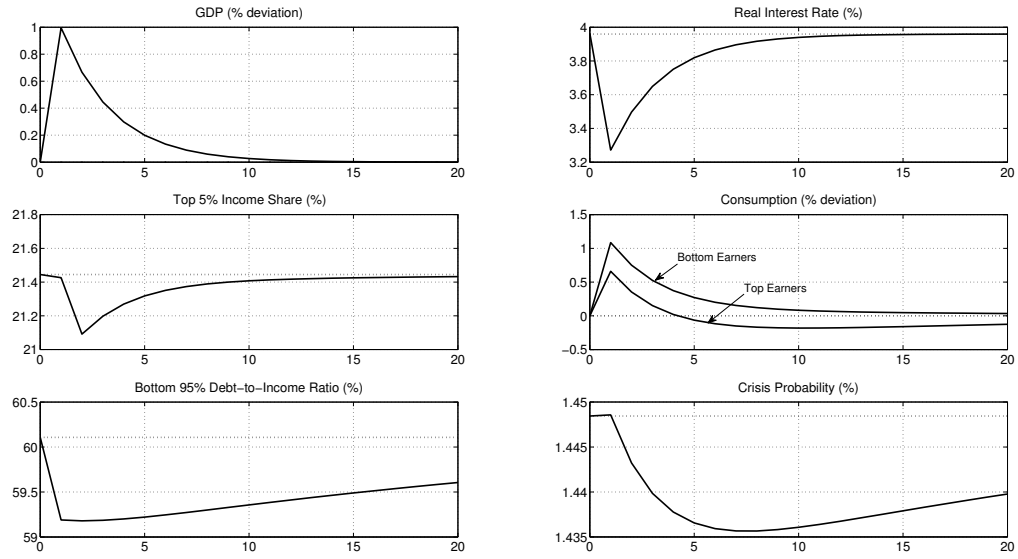 GDP (% deviation)
1
0.8
0.6
0.4
0.2
0
0 5 10 15 20
Real Interest Rate (%)
4
3.8
3.6
3.4
3.2
0 5 10 15 20
Top 5% Income Share (%)
21.8
21.6
21.4
21.2
21
0 5 10 15 20
Consumption (% deviation)
1.5
1
0.5
0
−0.5
Bottom Earners
Top Earners
0 5 10 15 20
Bottom 95% Debt−to−Income Ratio (%)
60.5
60
59.5
59
0 5 10 15 20
Crisis Probability (%)
1.45
1.445
1.44
1.435
0 5 10 15 20